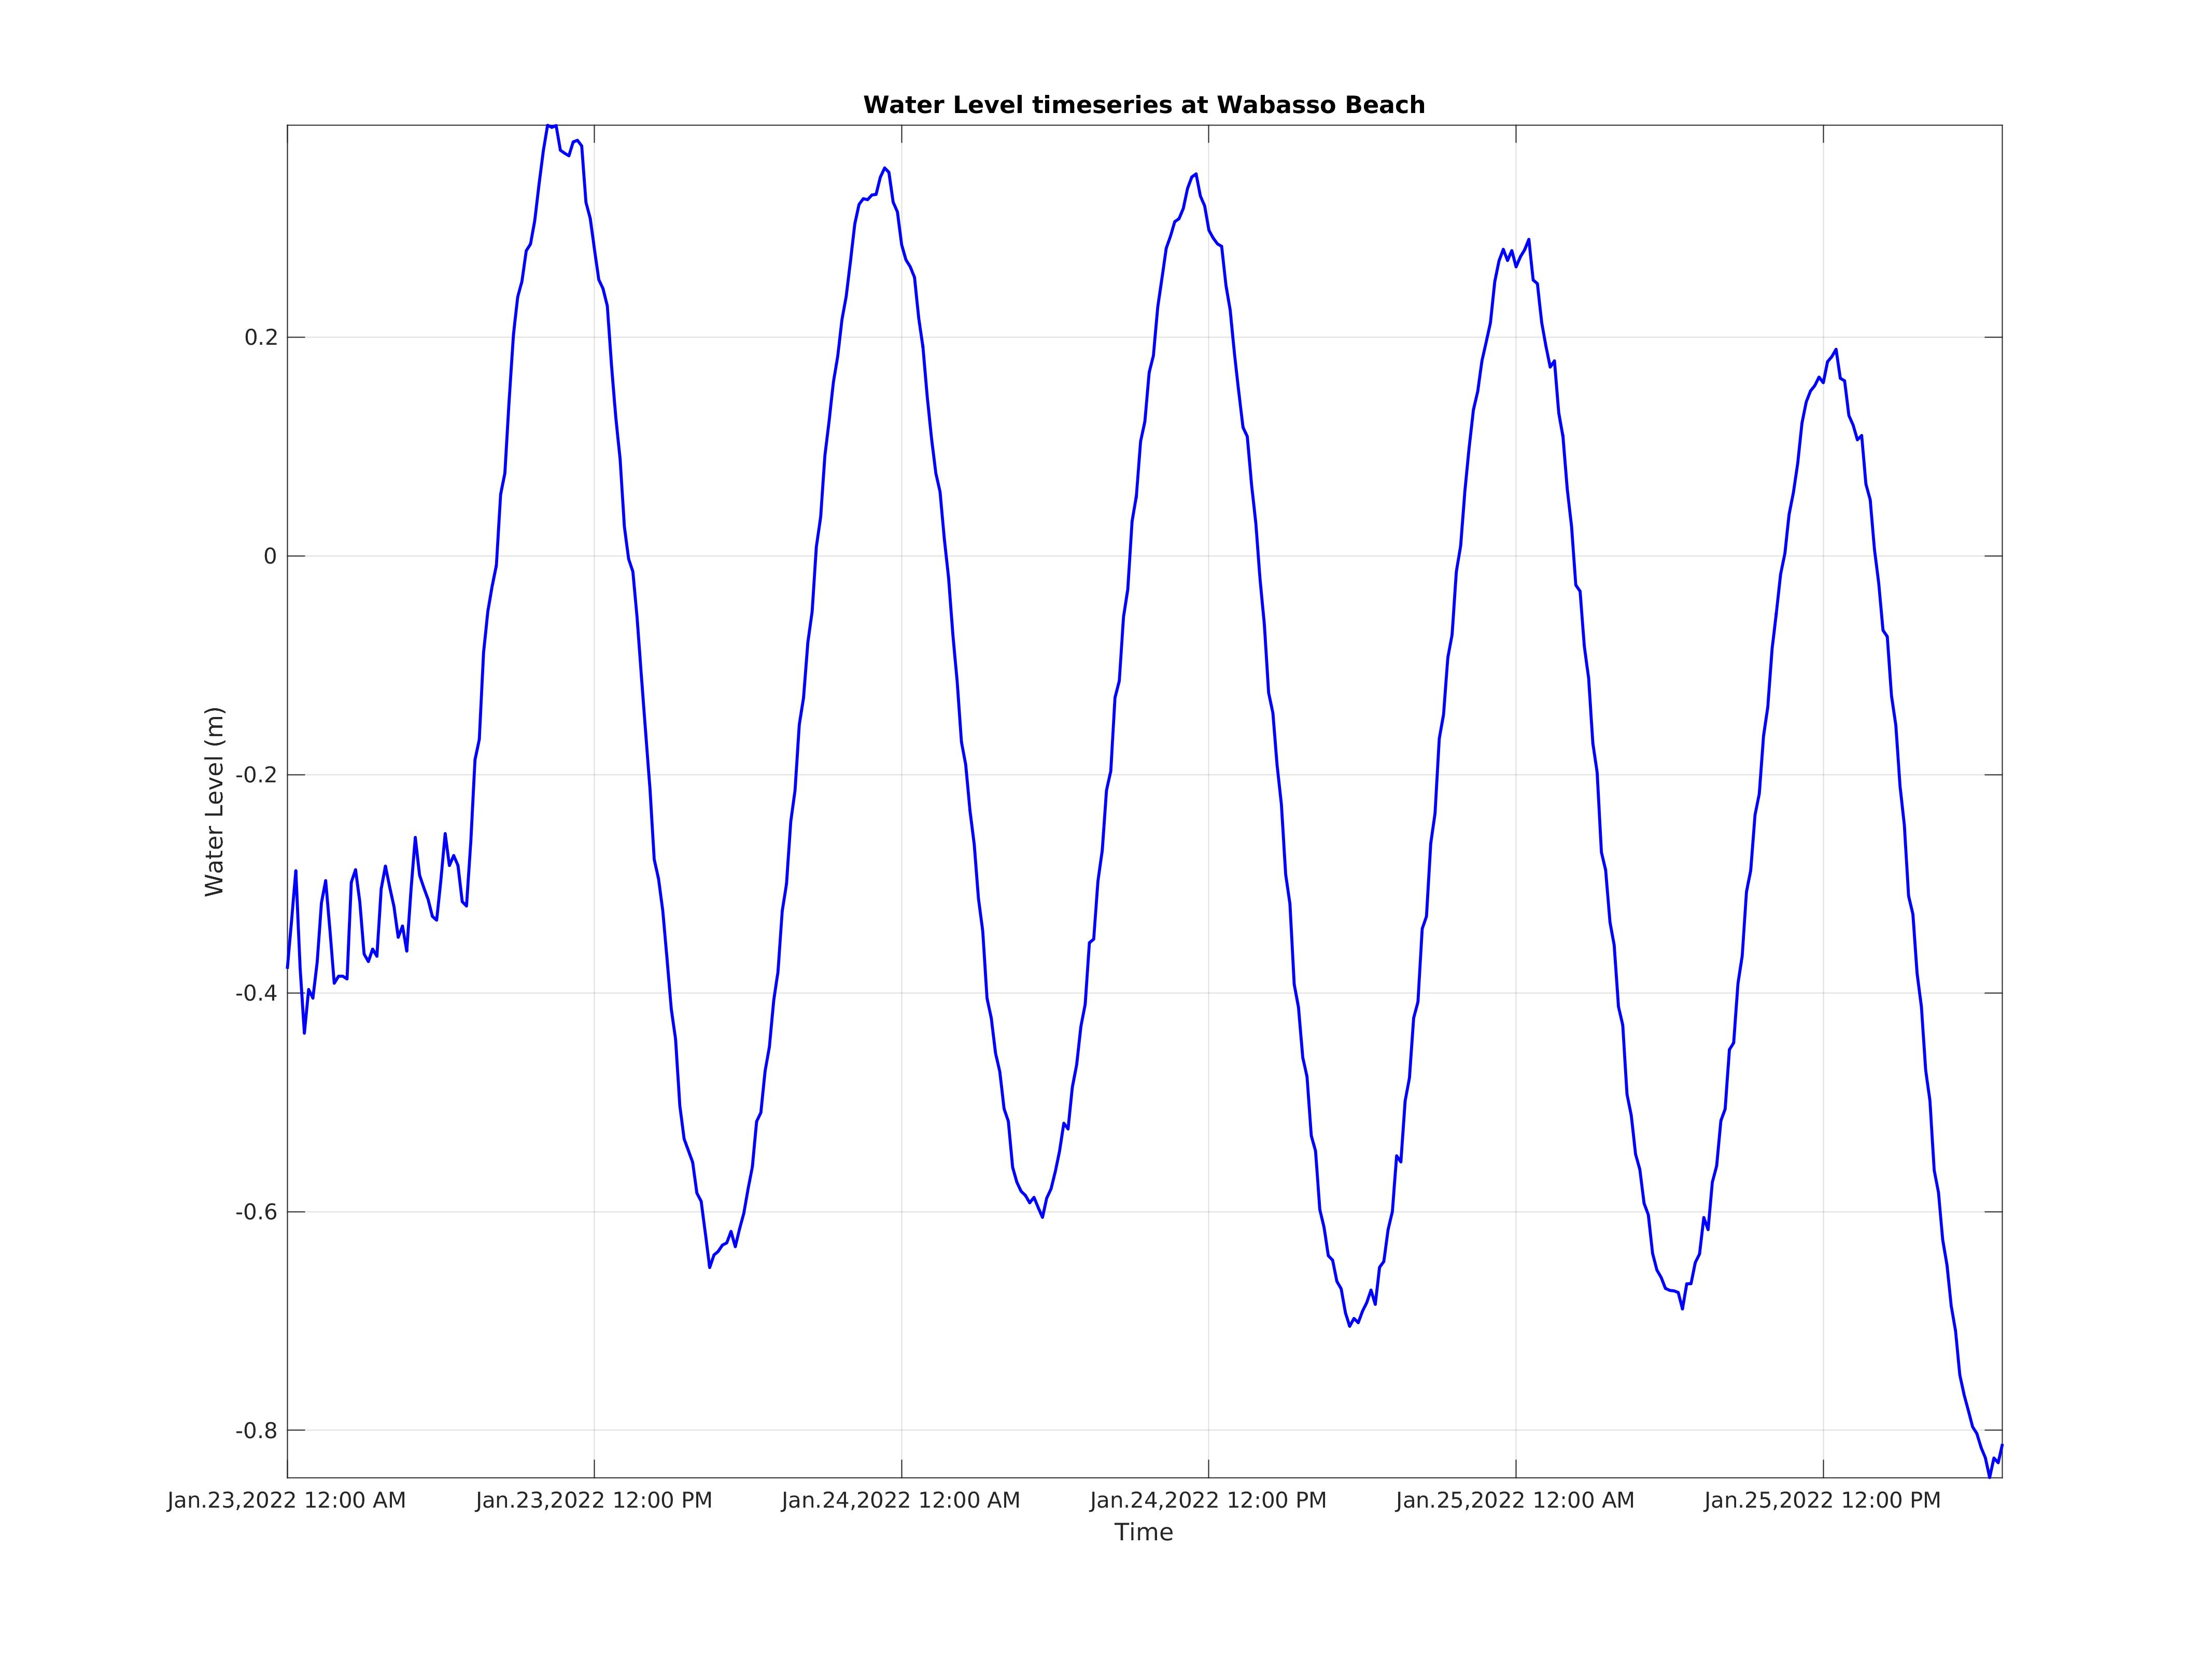 Water Level timeseries at Wabasso Beach
0.2
0
-0.2
-0.4
-0.6
-0.8
Water Level (m)
Jan.23,2022 12:00 AM
Jan.23,2022 12:00 PM
Jan.24,2022 12:00 AM
Jan.24,2022 12:00 PM
Jan.25,2022 12:00 AM
Jan.25,2022 12:00 PM
Time